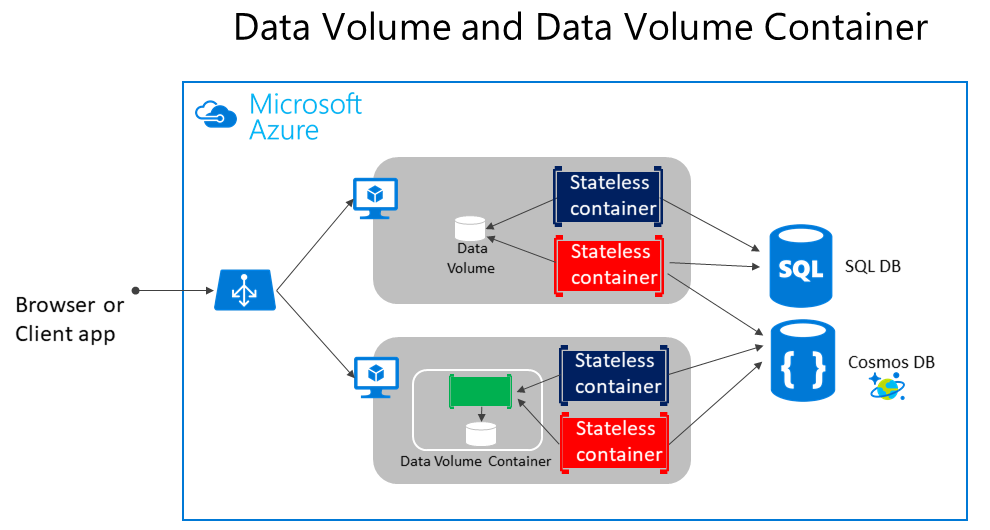 Data Volume and Data Volume Container
Microsoft
Azure
Stateless
container
Data
Volume
Stateless
container
SQL
SQL DB
Browser or
Client app
Stateless
container
{ }
Cosmos DB
Stateless
container
Data Volume Container